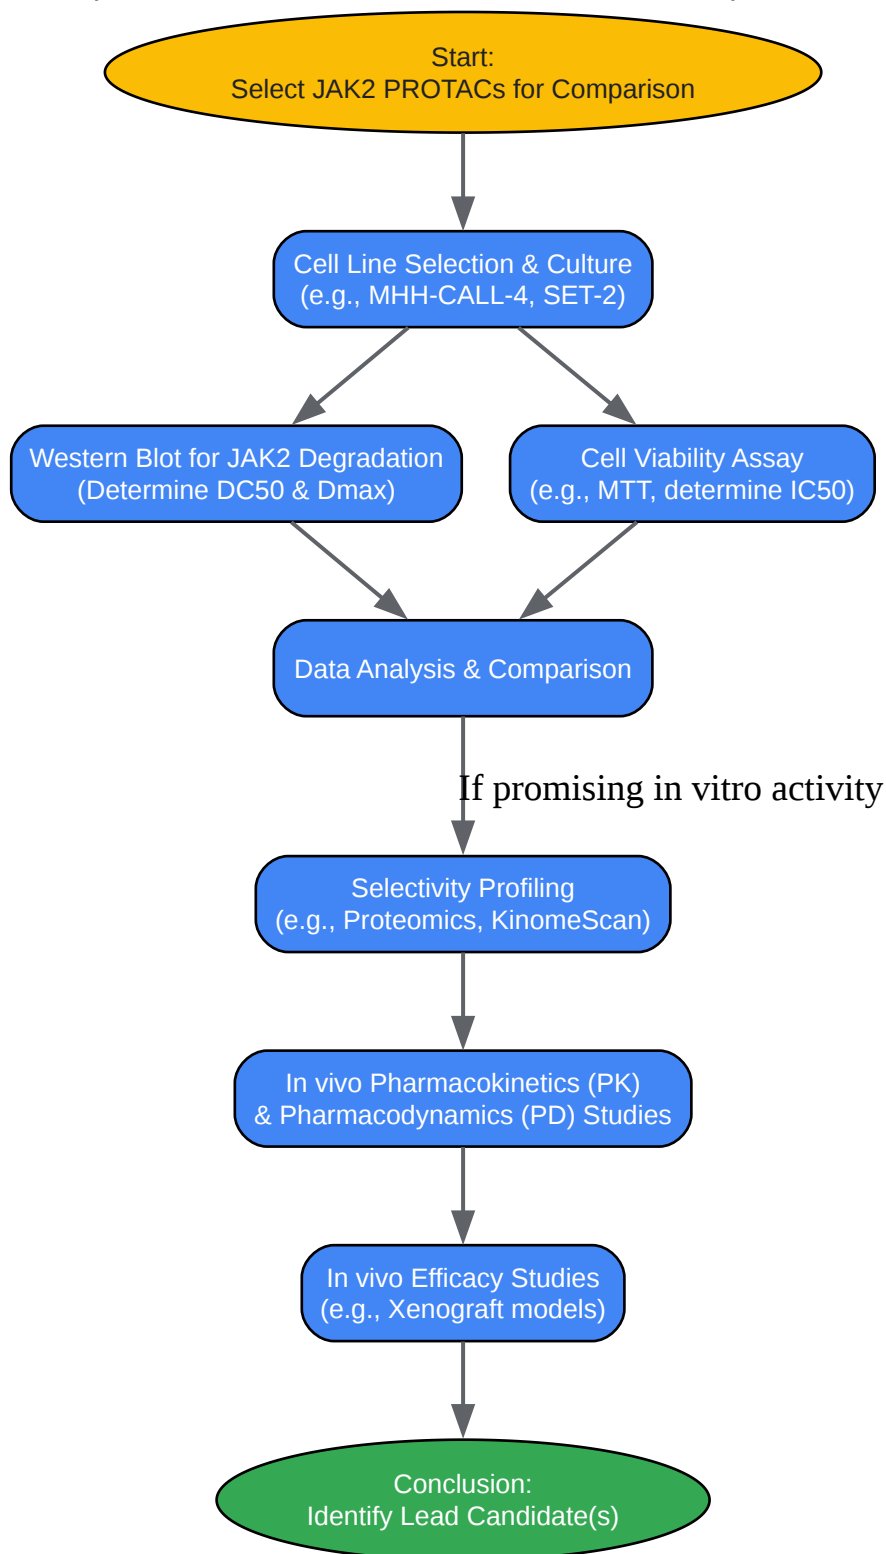 Start:
Select JAK2 PROTACs for Comparison
Cell Line Selection & Culture
(e.g., MHH-CALL-4, SET-2)
Western Blot for JAK2 Degradation
(Determine DC50 & Dmax)
Cell Viability Assay
(e.g., MTT, determine IC50)
Data Analysis & Comparison
If promising in vitro activity
Selectivity Profiling
(e.g., Proteomics, KinomeScan)
In vivo Pharmacokinetics (PK)
& Pharmacodynamics (PD) Studies
In vivo Efficacy Studies
(e.g., Xenograft models)
Conclusion:
Identify Lead Candidate(s)